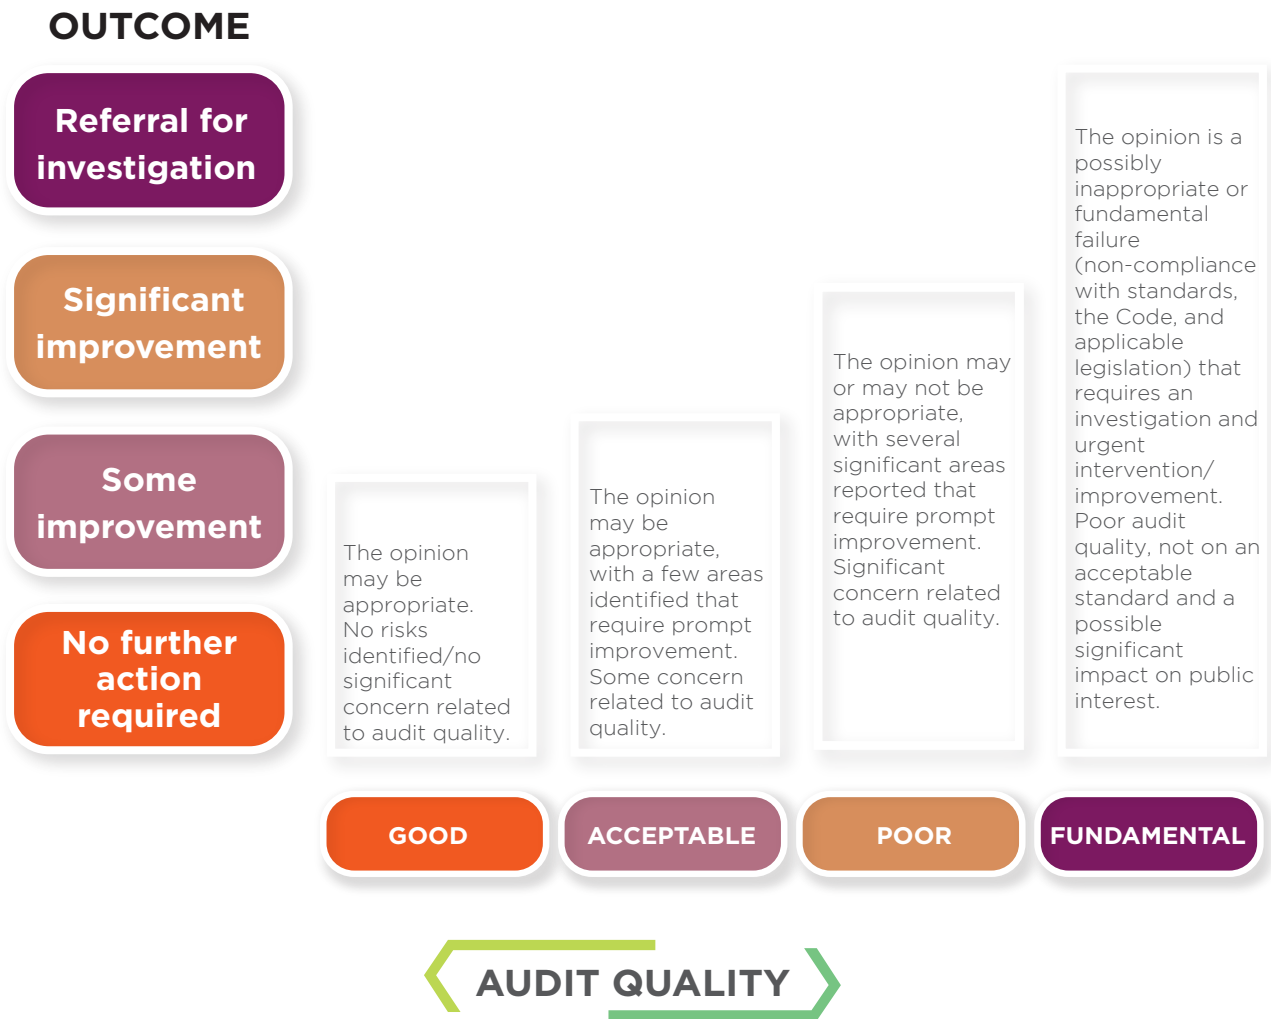 OUTCOME
Referral for
investigation
Significant
improvement
Some
improvement
No further
action
required
The opinion
may be
appropriate.
No risks
identified/no
significant
concern related
to audit quality.
The opinion
may be
appropriate,
with a few areas
identified that
require prompt
improvement.
Some concern
related to audit
quality.
The opinion may
or may not be
appropriate,
with several
significant areas
reported that
require prompt
improvement.
Significant
concern related
to audit quality.
The opinion is a
possibly
inappropriate or
fundamental
failure
(non-compliance
with standards,
the Code, and
applicable
legislation) that
requires an
investigation and
urgent
intervention/
improvement.
Poor audit
quality, not on an
acceptable
standard and a
possible
significant
impact on public
interest.
GOOD
ACCEPTABLE
POOR
FUNDAMENTAL
AUDIT QUALITY